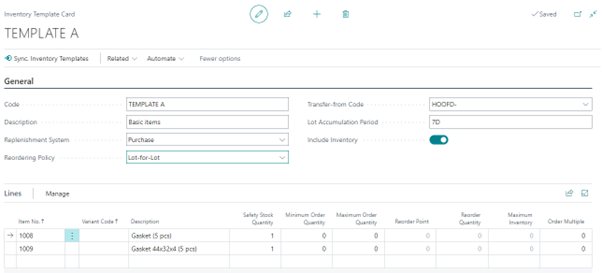 Inventory Template Card
Saved
TEMPLATE A
Sync. Inventory Templates Related Automate Fewer options
General
Code TEMPLATE A Transfer-from Code HOOFD-
Description Basic items Lot Accumulation Period 7D
Replenishment System Purchase Include Inventory
Reordering Policy Lot-for-Lot
Lines Manage
Item No. ↑ Variant Code ↑ Description Safety Stock Quantity Minimum Order Quantity Maximum Order Quantity Reorder Point Reorder Quantity Maximum Inventory Order Multiple
→ 1008 Gasket (5 pcs) 1 0 0 0 0 0 0
1009 Gasket 44x32x4 (5 pcs) 1 0 0 0 0 0 0